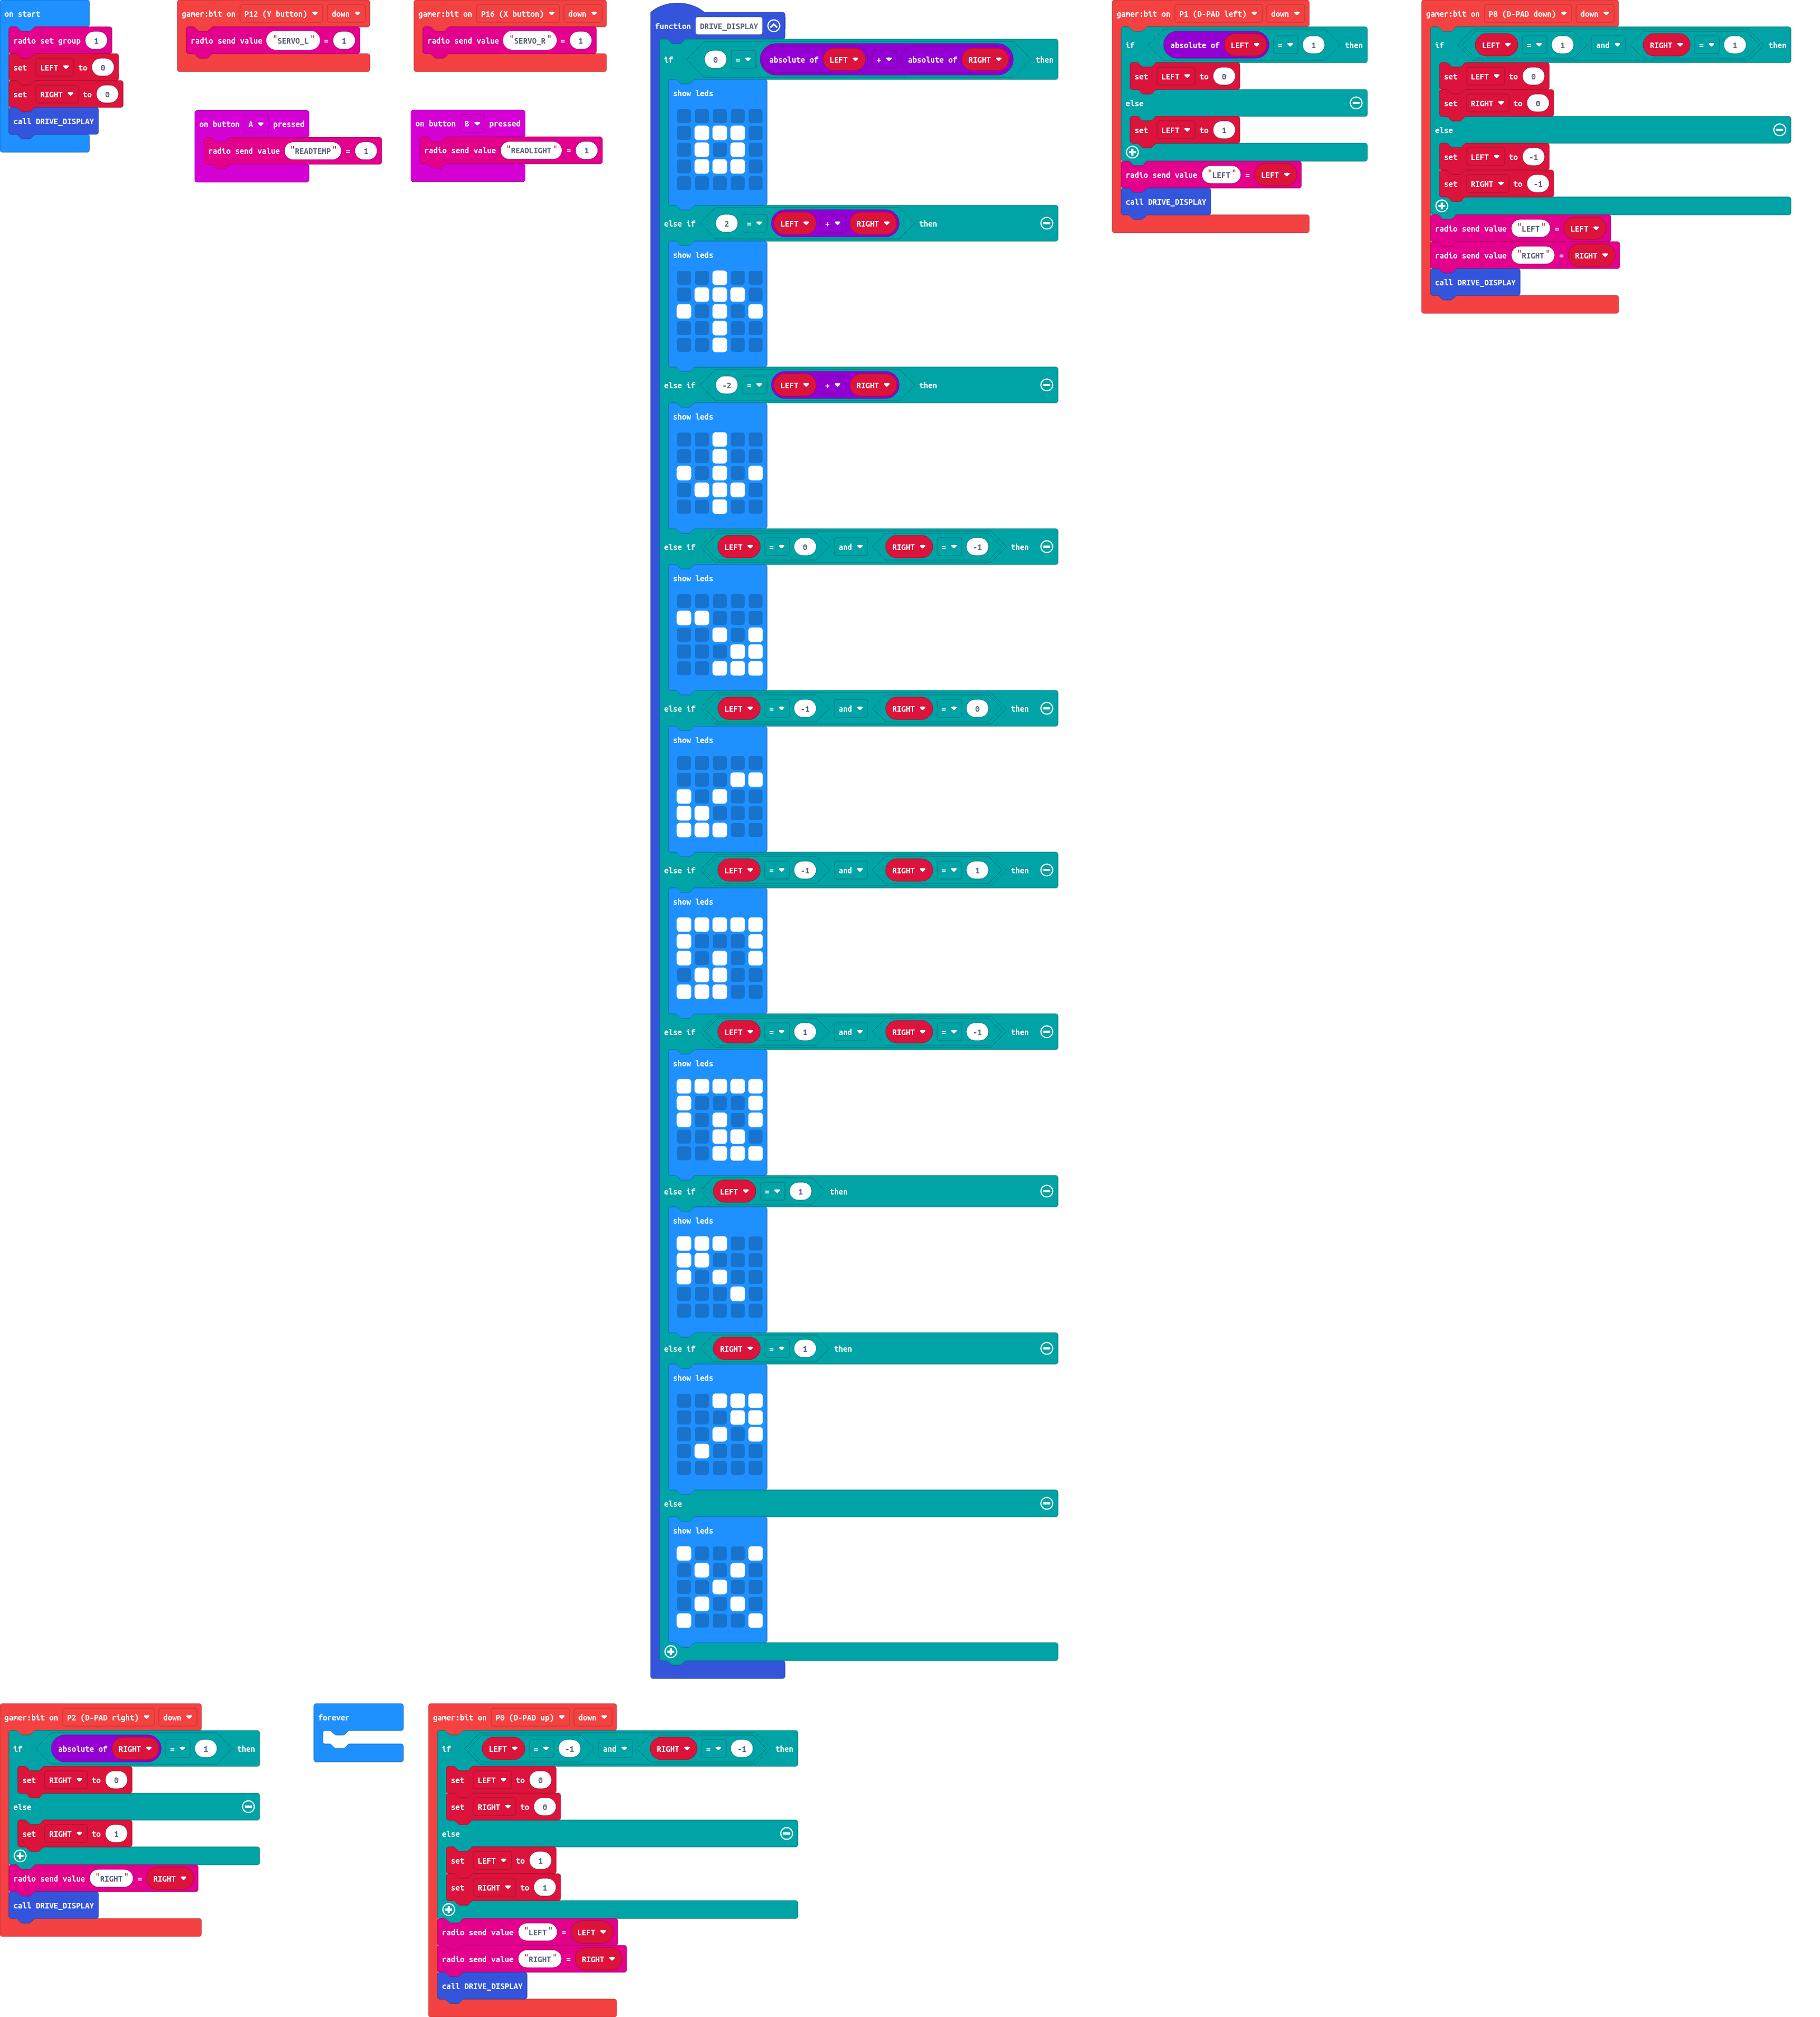 on start
radio set group 1
set LEFT to 0
set RIGHT to 0
call DRIVE_DISPLAY
gamer:bit on P12 (Y button) down
radio send value "SERVO_L" = 1
gamer:bit on P16 (X button) down
radio send value "SERVO_R" = 1
on button A pressed
radio send value "READTEMP" = 1
on button B pressed
radio send value "READLIGHT" = 1
function DRIVE_DISPLAY
if 0 = absolute of LEFT + absolute of RIGHT then
show leds
else if 2 = LEFT + RIGHT then
show leds
else if -2 = LEFT + RIGHT then
show leds
else if LEFT = 0 and RIGHT = -1 then
show leds
else if LEFT = -1 and RIGHT = 0 then
show leds
else if LEFT = -1 and RIGHT = 1 then
show leds
else if LEFT = 1 and RIGHT = -1 then
show leds
else if LEFT = 1 then
show leds
else if RIGHT = 1 then
show leds
else
show leds
gamer:bit on P1 (D-PAD left) down
if absolute of LEFT = 1 then
set LEFT to 0
else
set LEFT to 1
radio send value "LEFT" = LEFT
call DRIVE_DISPLAY
gamer:bit on P8 (D-PAD down) down
if LEFT = 1 and RIGHT = 1 then
set LEFT to 0
set RIGHT to 0
else
set LEFT to -1
set RIGHT to -1
radio send value "LEFT" = LEFT
radio send value "RIGHT" = RIGHT
call DRIVE_DISPLAY
gamer:bit on P2 (D-PAD right) down
if absolute of RIGHT = 1 then
set RIGHT to 0
else
set RIGHT to 1
radio send value "RIGHT" = RIGHT
call DRIVE_DISPLAY
forever
gamer:bit on P0 (D-PAD up) down
if LEFT = -1 and RIGHT = -1 then
set LEFT to 0
set RIGHT to 0
else
set LEFT to 1
set RIGHT to 1
radio send value "LEFT" = LEFT
radio send value "RIGHT" = RIGHT
call DRIVE_DISPLAY